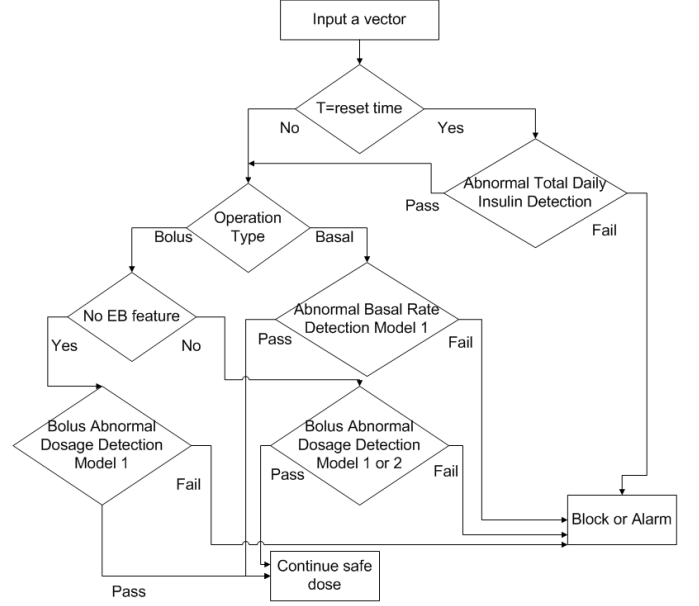 Input a vector
T=reset time
No
Yes
Abnormal Total Daily
Insulin Detection
Pass
Fail
Operation
Type
Bolus
Basal
No EB feature
Abnormal Basal Rate
Detection Model 1
Yes
No
Pass
Fail
Bolus Abnormal
Dosage Detection
Model 1
Fail
Bolus Abnormal
Dosage Detection
Model 1 or 2
Pass
Fail
Block or Alarm
Continue safe
dose
Pass